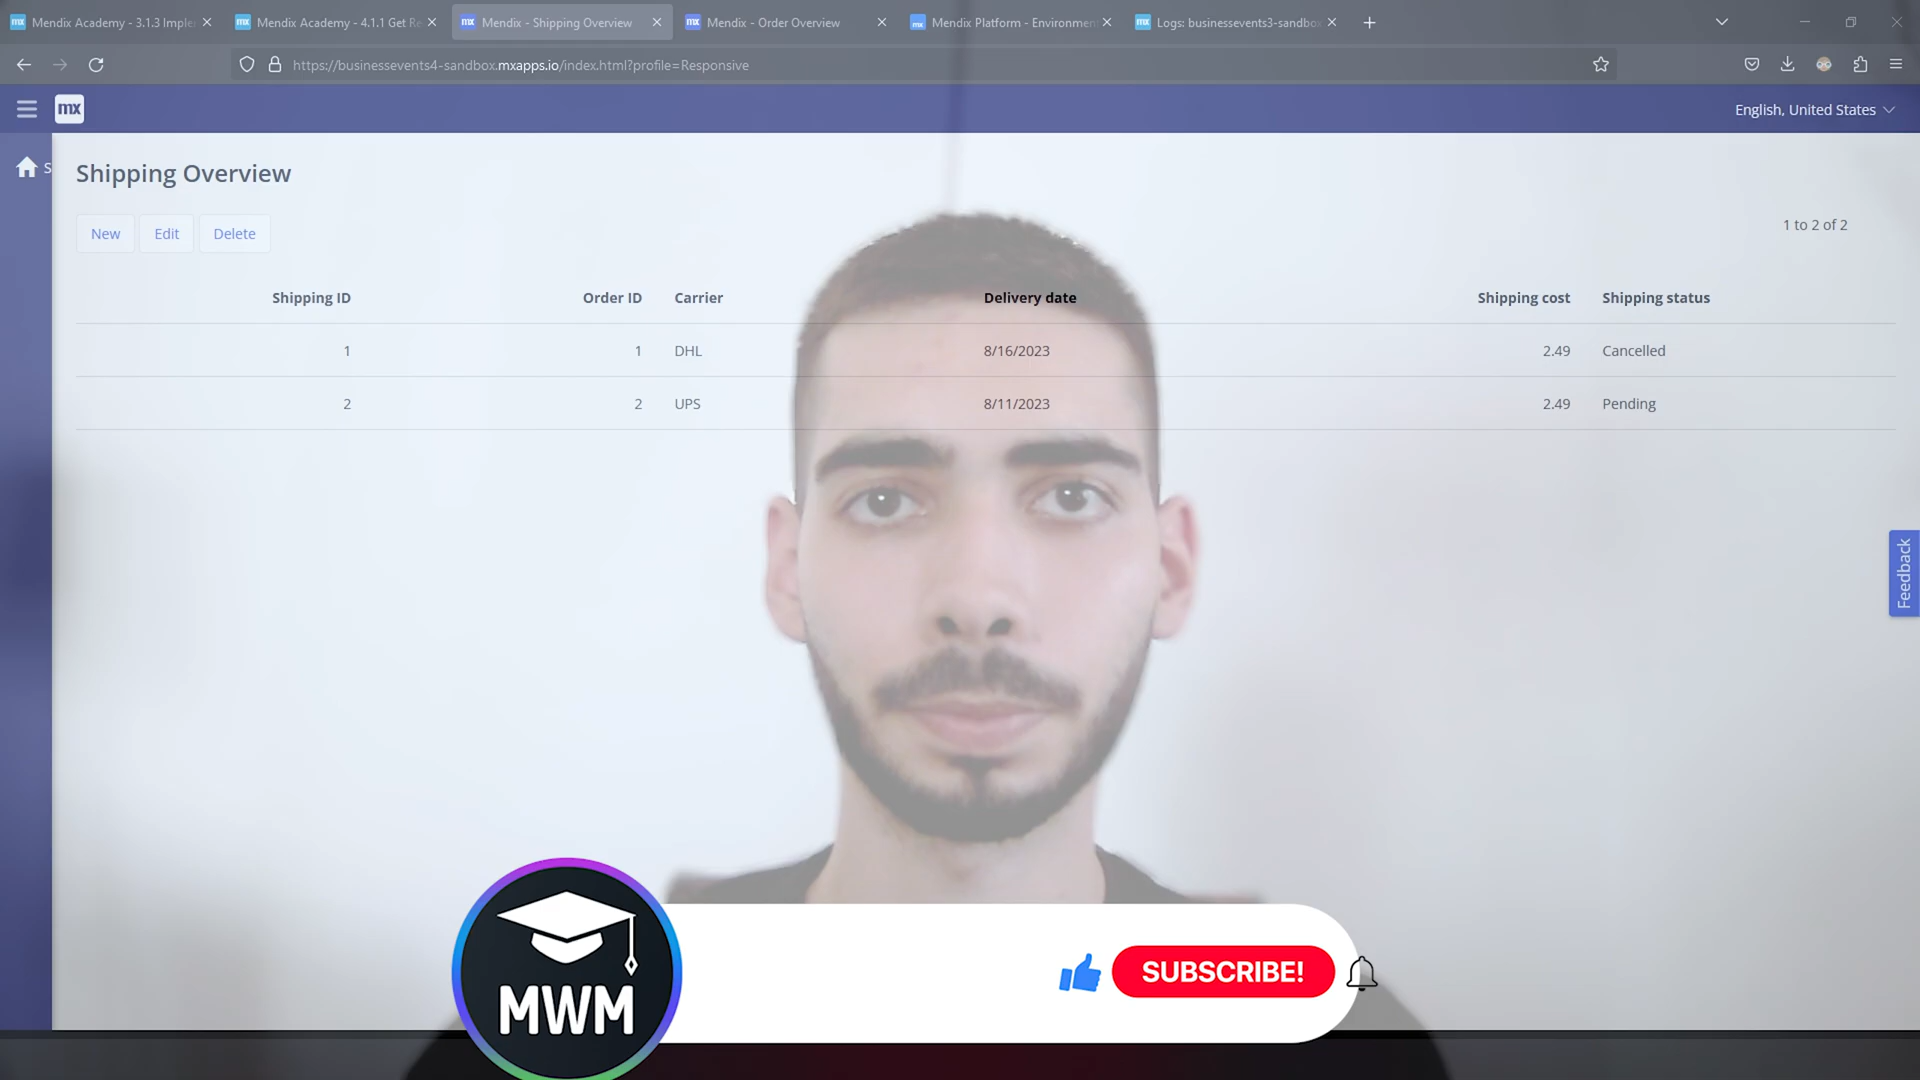 Mendix Academy - 3.1.3 Imple
Mendix Academy - 4.1.1 Get Re
Mendix - Shipping Overview
Mendix - Order Overview
Mendix Platform - Environmen
Logs: businessevents3-sandbox
https://businessevents4-sandbox.mxapps.io/index.html?profile=Responsive
mx
English, United States
S
Shipping Overview
New Edit Delete
1 to 2 of 2
Shipping ID Order ID Carrier Delivery date Shipping cost Shipping status
1 1 DHL 8/16/2023 2.49 Cancelled
2 2 UPS 8/11/2023 2.49 Pending
Feedback
MWM
SUBSCRIBE!